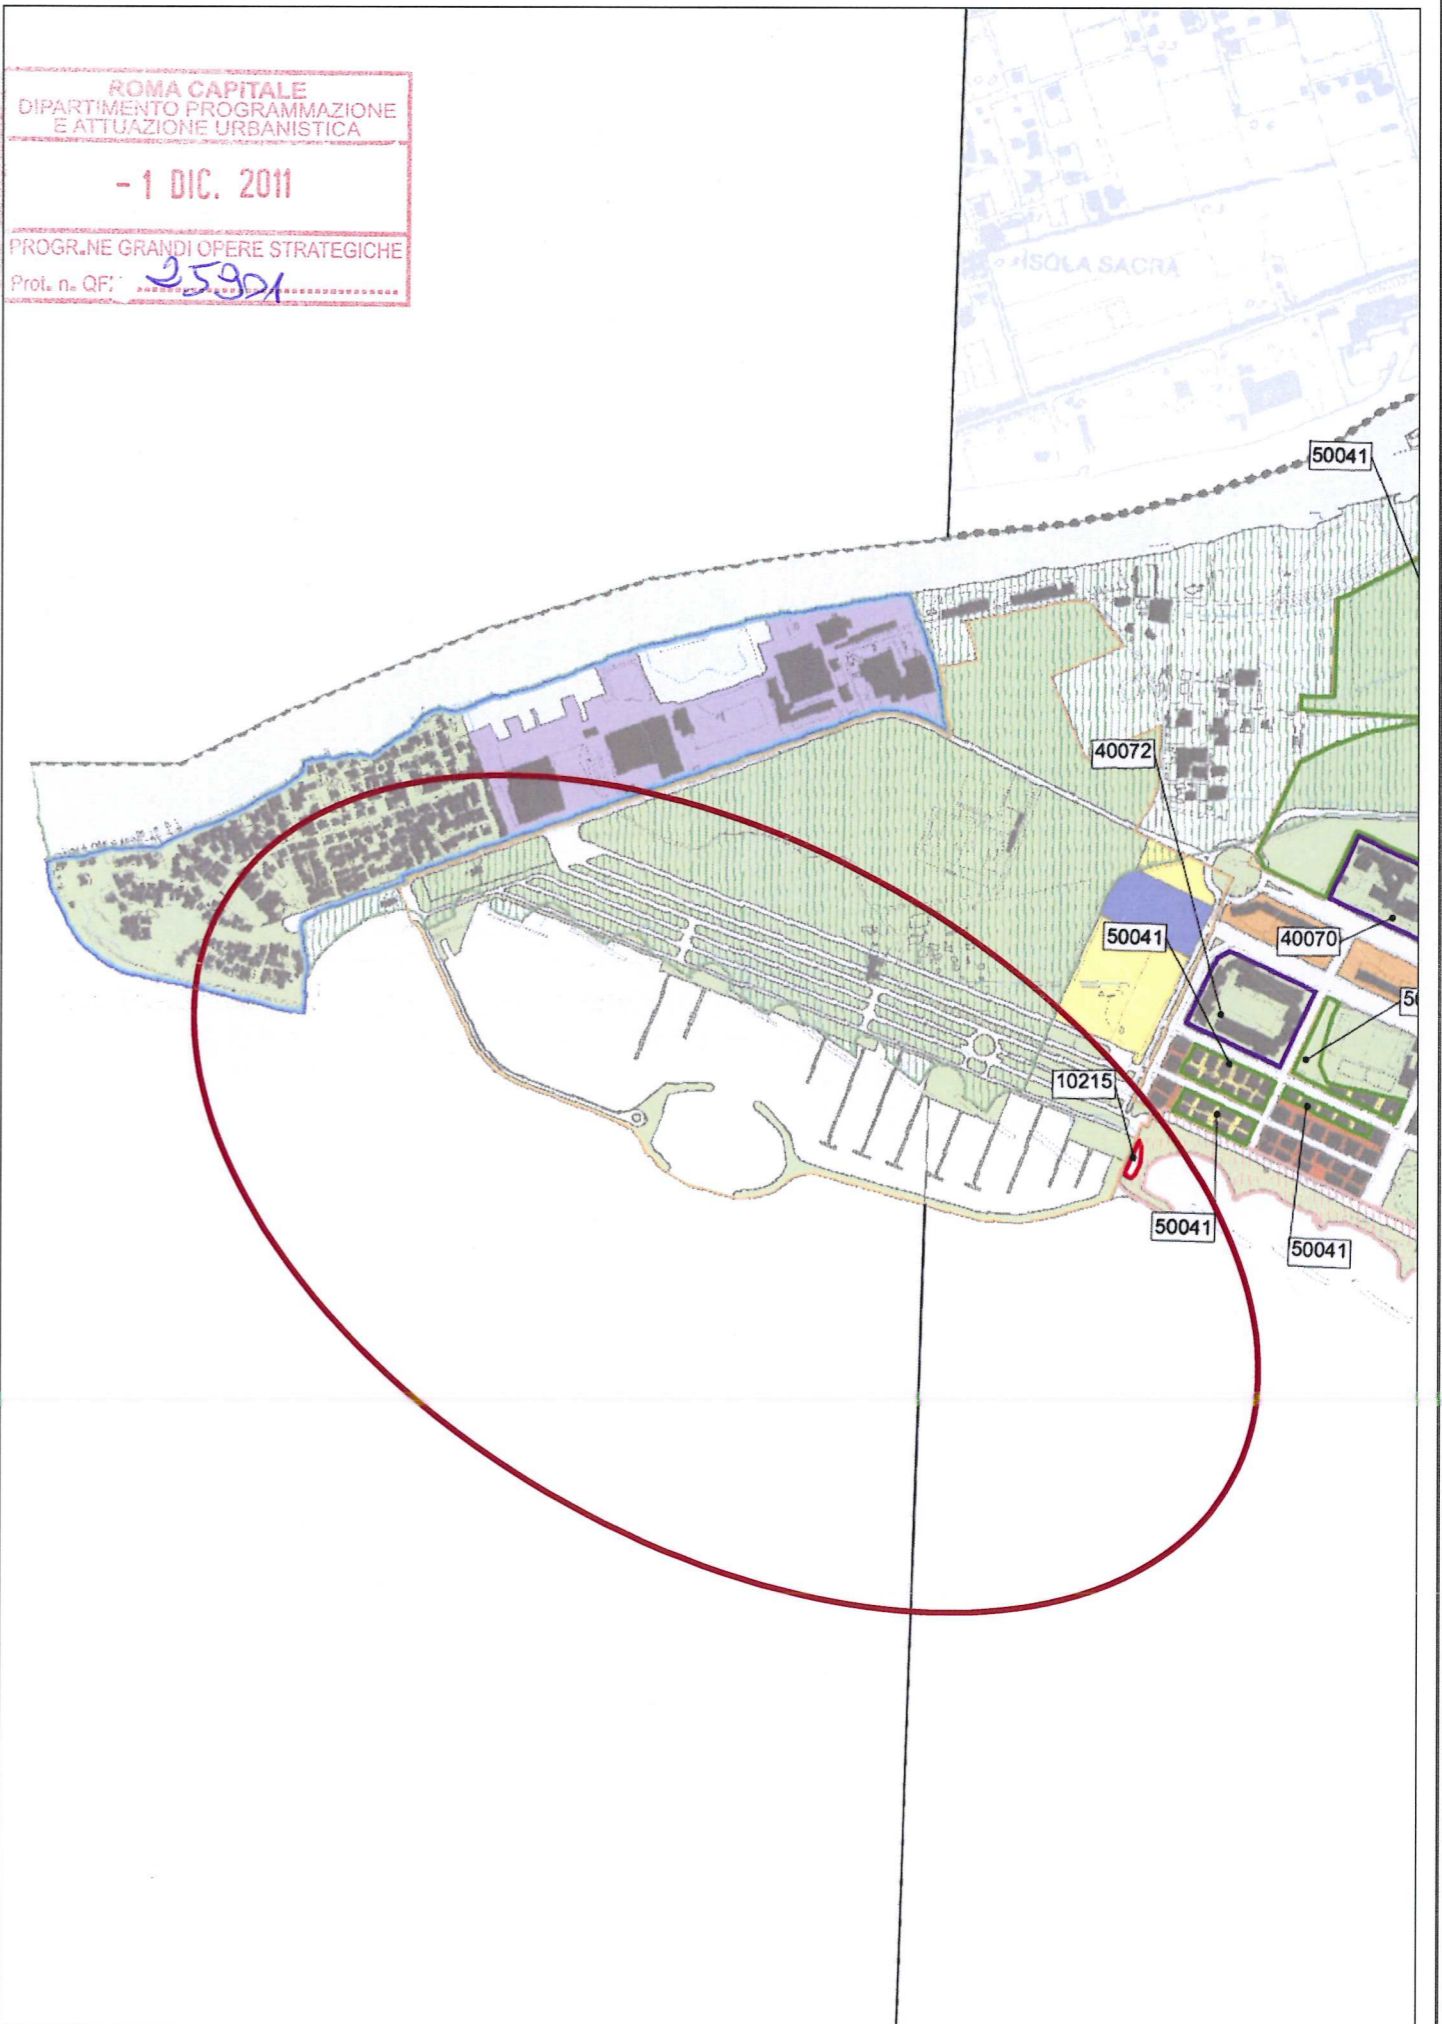 ROMA CAPITALE
DIPARTIMENTO PROGRAMMAZIONE
E ATTUAZIONE URBANISTICA
- 1 DIC. 2011
PROGR.NE GRANDI OPERE STRATEGICHE
Prot. n. QF: 25901
ISOLA SACRA
50041
40072
50041
40070
10215
50041
50041